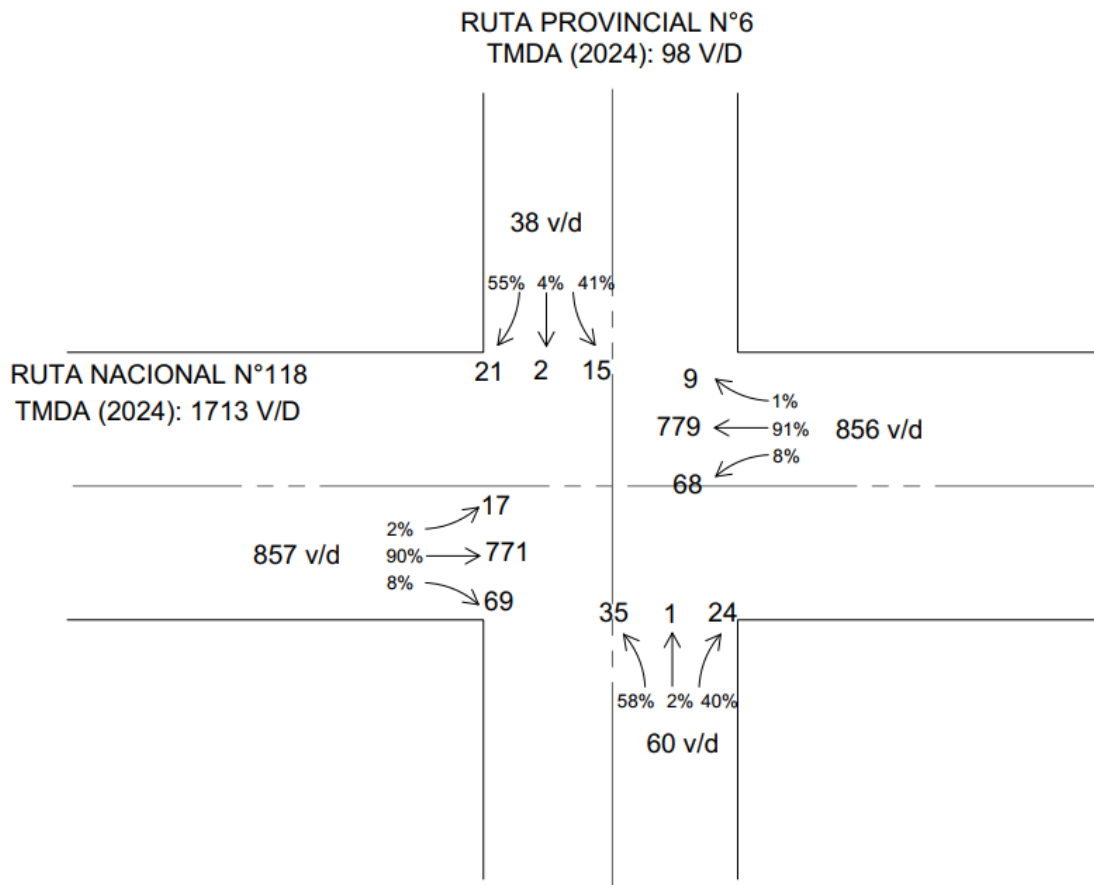 RUTA PROVINCIAL N°6
TMDA (2024): 98 V/D
38 v/d
55% 4% 41%
21 2 15
RUTA NACIONAL N°118
TMDA (2024): 1713 V/D
9
1%
779
91%
856 v/d
8%
68
17
2%
857 v/d
90%
771
8%
69
35 1 24
58% 2% 40%
60 v/d